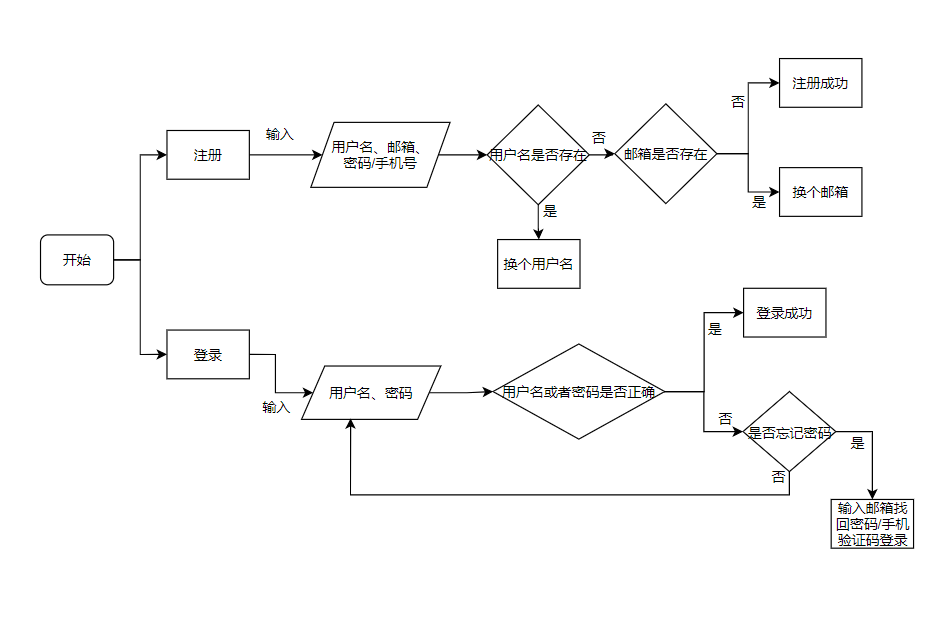 开始
注册
输入
用户名、邮箱、
密码/手机号
用户名是否存在
否
是
换个用户名
邮箱是否存在
否
注册成功
是
换个邮箱
登录
输入
用户名、密码
用户名或者密码是否正确
是
登录成功
否
是否忘记密码
否
是
输入邮箱找
回密码/手机
验证码登录